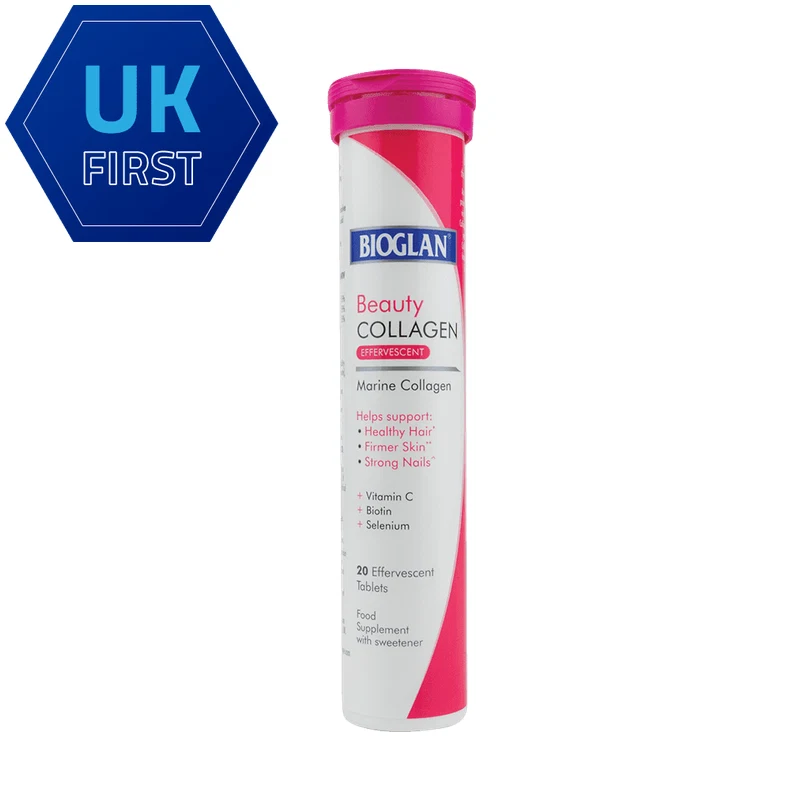 UK
FIRST
BIOGLAN®
Beauty
COLLAGEN
EFFERVESCENT
Marine Collagen
Helps support:
• Healthy Hair*
• Firmer Skin**
• Strong Nails^
+ Vitamin C
+ Biotin
+ Selenium
20 Effervescent
Tablets
Food
Supplement
with sweetener